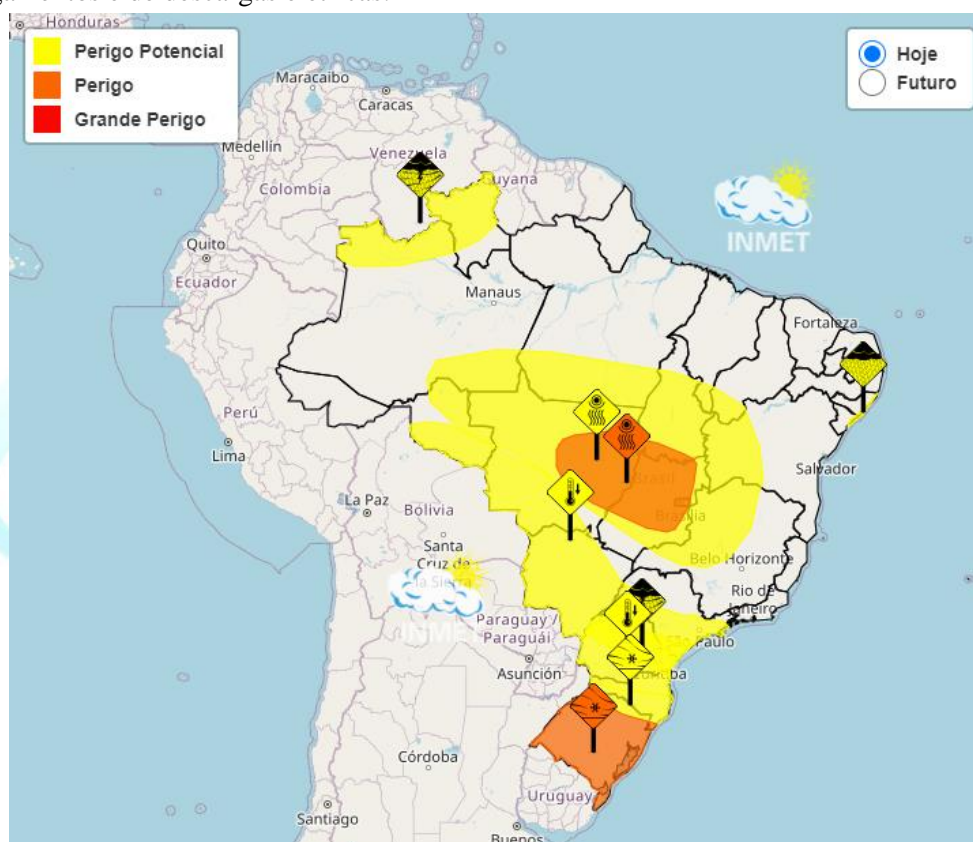 Honduras
Perigo Potencial
Perigo
Grande Perigo
Hoje
Futuro
Maracaibo
Caracas
Medellín
Venezuela
Guyana
Colombia
INMET
Quito
Ecuador
Manaus
Fortaleza
Perú
Lima
Salvador
Brasil
Brasília
La Paz
Bolivia
Santa
Cruz de
la Sierra
Belo Horizonte
Rio de
Janeiro
INMET
Paraguay /
Paraguái
São Paulo
Asunción
Curitiba
Córdoba
Uruguay
Santiago
Buenos